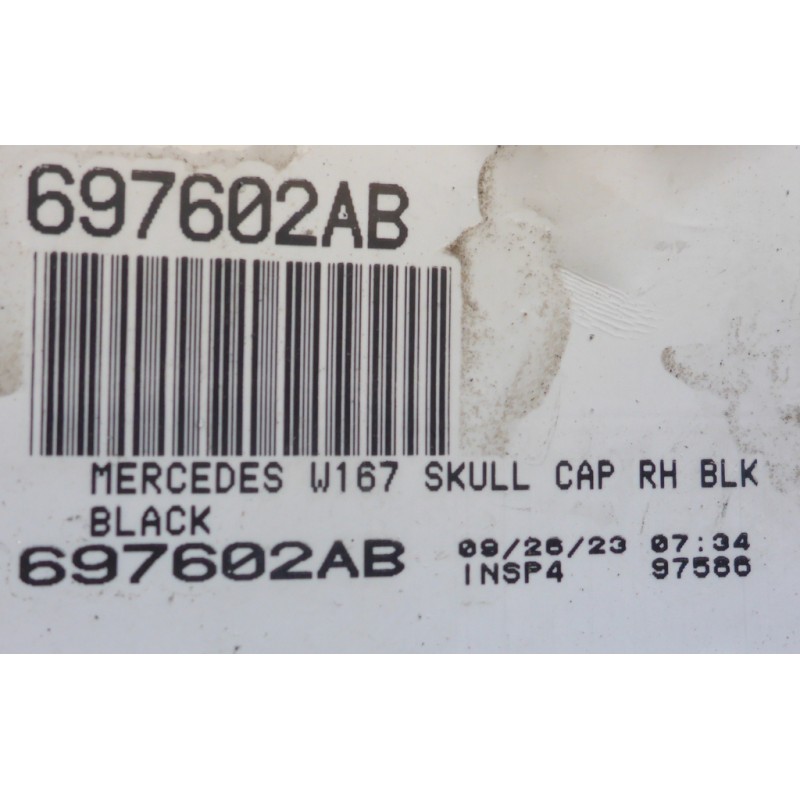 697602AB
MERCEDES W167 SKULL CAP RH BLK
BLACK
697602AB
09/26/23 07:34
INSP4 97586